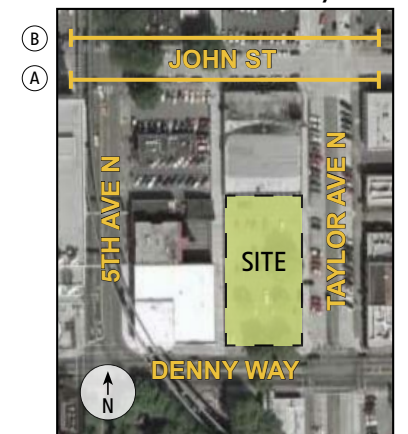 B
JOHN ST
A
5TH AVE N
TAYLOR AVE N
SITE
DENNY WAY
N